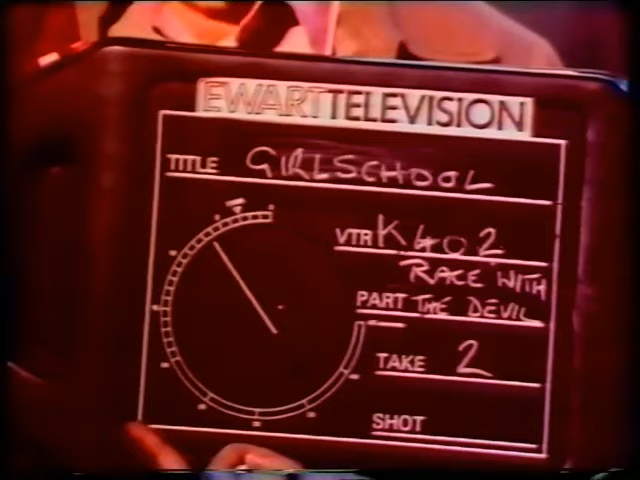 EWART TELEVISION
TITLE GIRLSCHOOL
VTR K402
RACE WITH
PART THE DEVIL
TAKE 2
SHOT